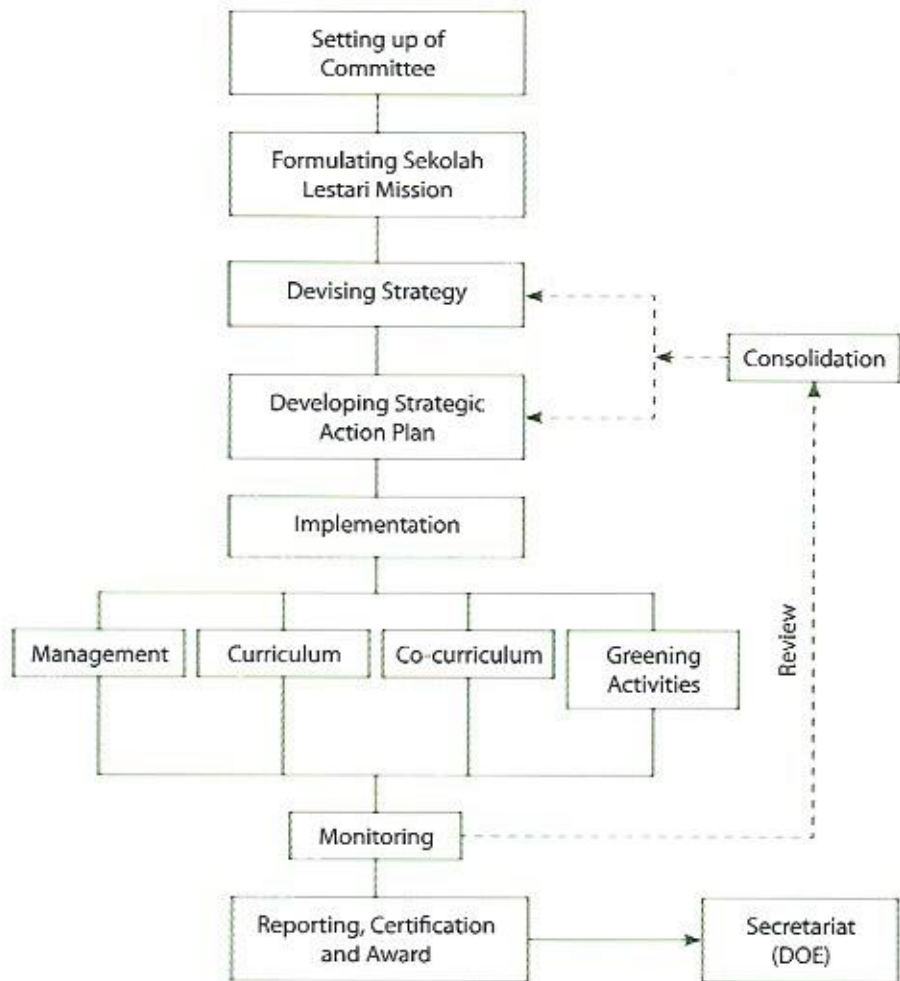 Setting up of
Committee
Formulating Sekolah
Lestari Mission
Devising Strategy
Consolidation
Developing Strategic
Action Plan
Implementation
Management
Curriculum
Co-curriculum
Greening
Activities
Review
Monitoring
Reporting, Certification
and Award
Secretariat
(DOE)